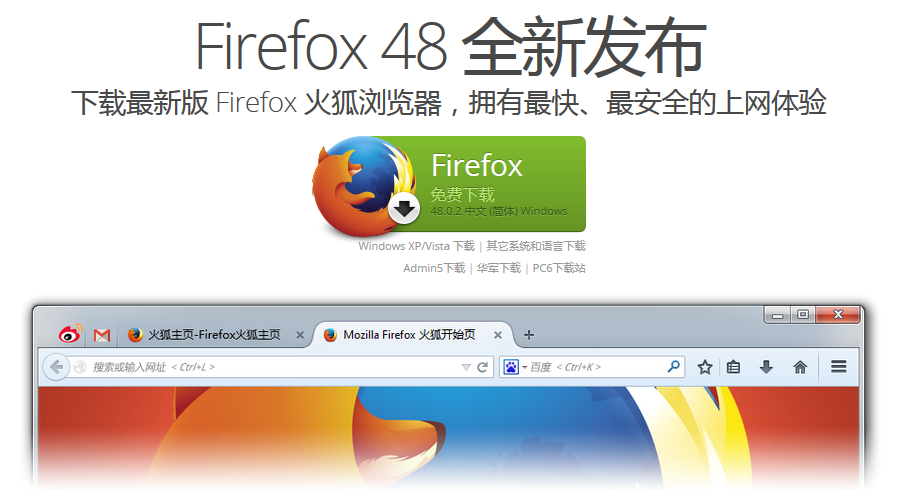 Firefox 48 全新发布
下载最新版 Firefox 火狐浏览器，拥有最快、最安全的上网体验
Firefox
免费下载
48.0.2 中文 (简体) Windows
Windows XP/Vista 下载 | 其它系统和语言下载
Admin5下载 | 华军下载 | PC6下载站
火狐主页-Firefox火狐主页
Mozilla Firefox 火狐开始页
搜索或输入网址 < Ctrl+L >
百度 < Ctrl+K >